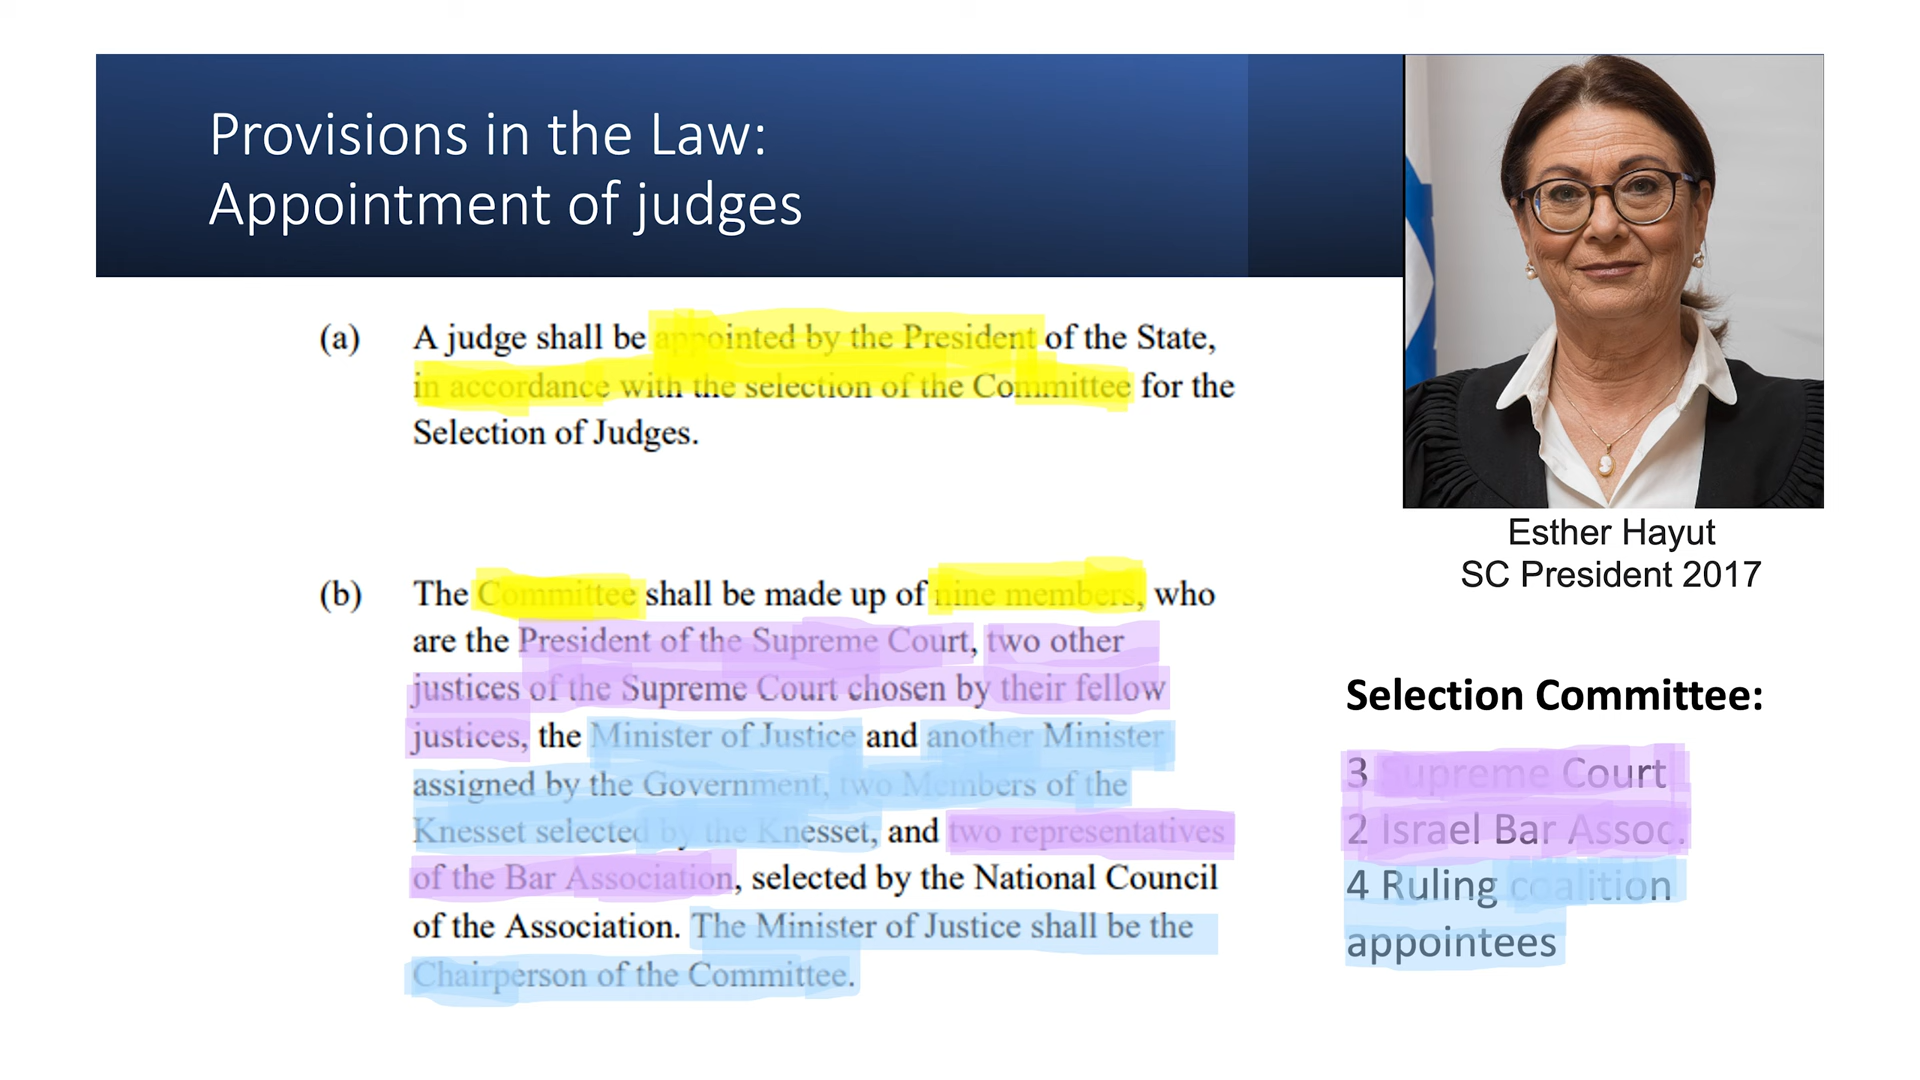 Provisions in the Law:
Appointment of judges
(a) A judge shall be appointed by the President of the State,
in accordance with the selection of the Committee for the
Selection of Judges.
(b) The Committee shall be made up of nine members, who
are the President of the Supreme Court, two other
justices of the Supreme Court chosen by their fellow
justices, the Minister of Justice and another Minister
assigned by the Government, two Members of the
Knesset selected by the Knesset, and two representatives
of the Bar Association, selected by the National Council
of the Association. The Minister of Justice shall be the
Chairperson of the Committee.
Esther Hayut
SC President 2017
Selection Committee:
3 Supreme Court
2 Israel Bar Assoc.
4 Ruling coalition
appointees